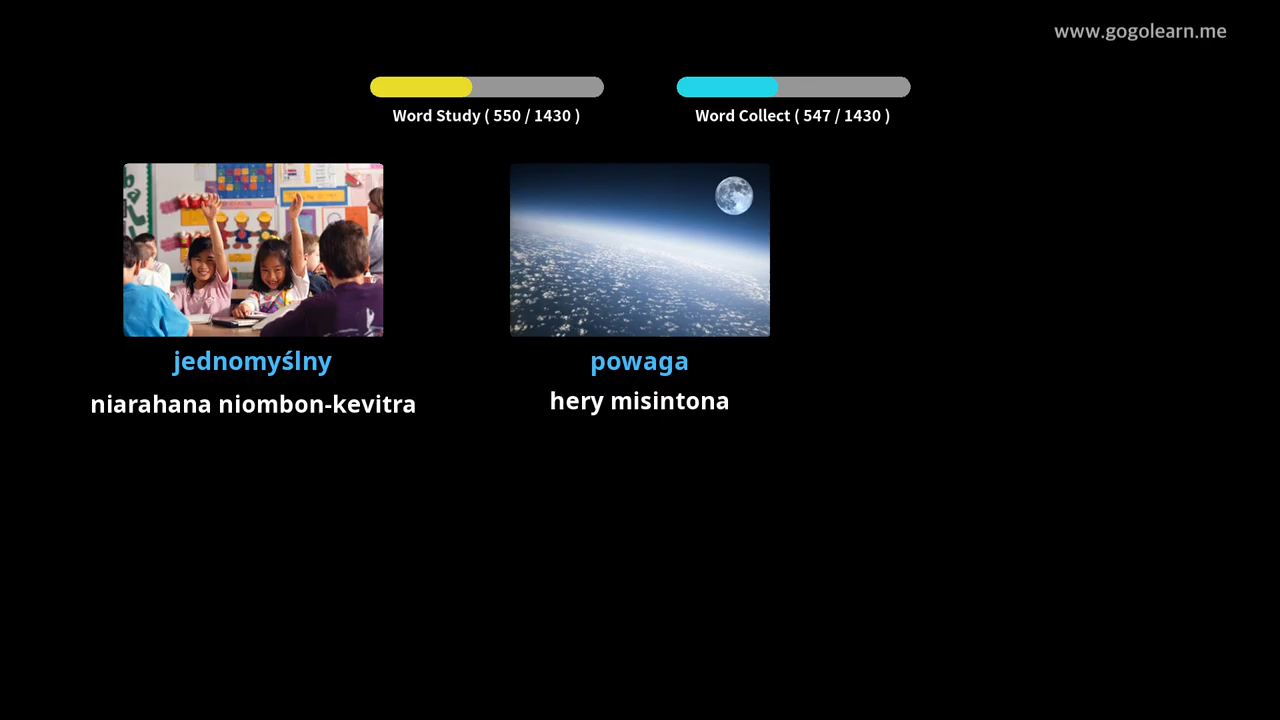 www.gogolearn.me
Word Study ( 550 / 1430 )
Word Collect ( 547 / 1430 )
jednomyślny
niarahana niombon-kevitra
powaga
hery misintona